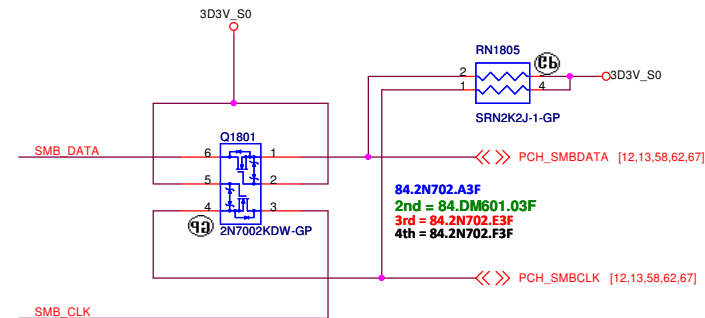 3D3V_S0
RN1805
2
1
4
3D3V_S0
SRN2K2J-1-GP
Q1801
SMB_DATA
6
1
PCH_SMBDATA [12,13,58,62,67]
5
2
84.2N702.A3F
2nd = 84.DM601.03F
4
3
3rd = 84.2N702.E3F
2N7002KDW-GP
4th = 84.2N702.F3F
PCH_SMBCLK [12,13,58,62,67]
SMB_CLK